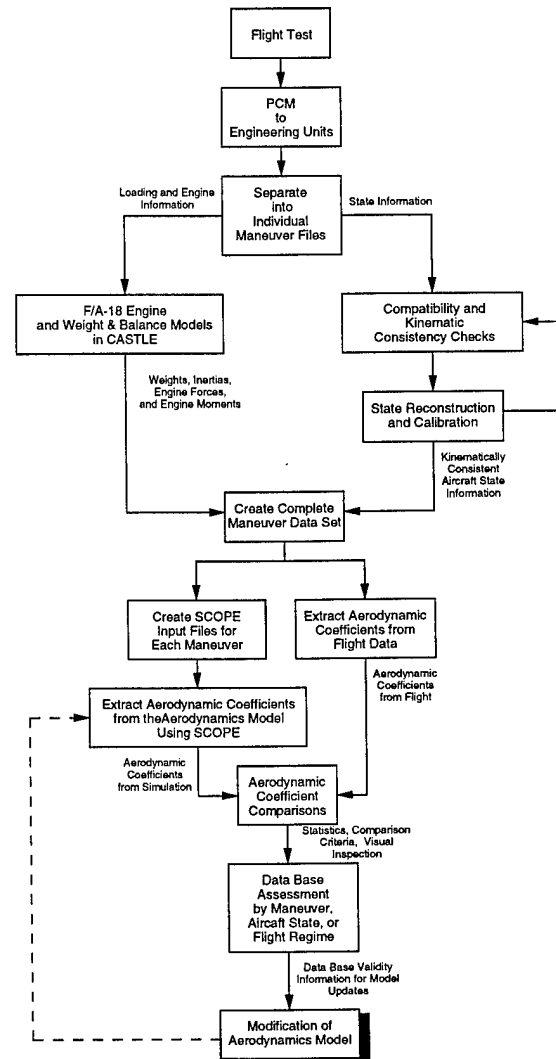 Flight Test
PCM
to
Engineering Units
Loading and Engine
Information
Separate
into
Individual
Maneuver Files
State Information
F/A-18 Engine
and Weight & Balance Models
in CASTLE
Compatibility and
Kinematic
Consistency Checks
Weights, Inertias,
Engine Forces,
and Engine Moments
State Reconstruction
and Calibration
Kinematically
Consistent
Aircraft State
Information
Create Complete
Maneuver Data Set
Create SCOPE
Input Files for
Each Maneuver
Extract Aerodynamic
Coefficients from
Flight Data
Extract Aerodynamic Coefficients
from theAerodynamics Model
Using SCOPE
Aerodynamic
Coefficients
from Flight
Aerodynamic
Coefficients
from Simulation
Aerodynamic
Coefficient
Comparisons
Statistics, Comparison
Criteria, Visual
Inspection
Data Base
Assessment
by Maneuver,
Aircaft State, or
Flight Regime
Data Base Validity
Information for Model
Updates
Modification of
Aerodynamics Model